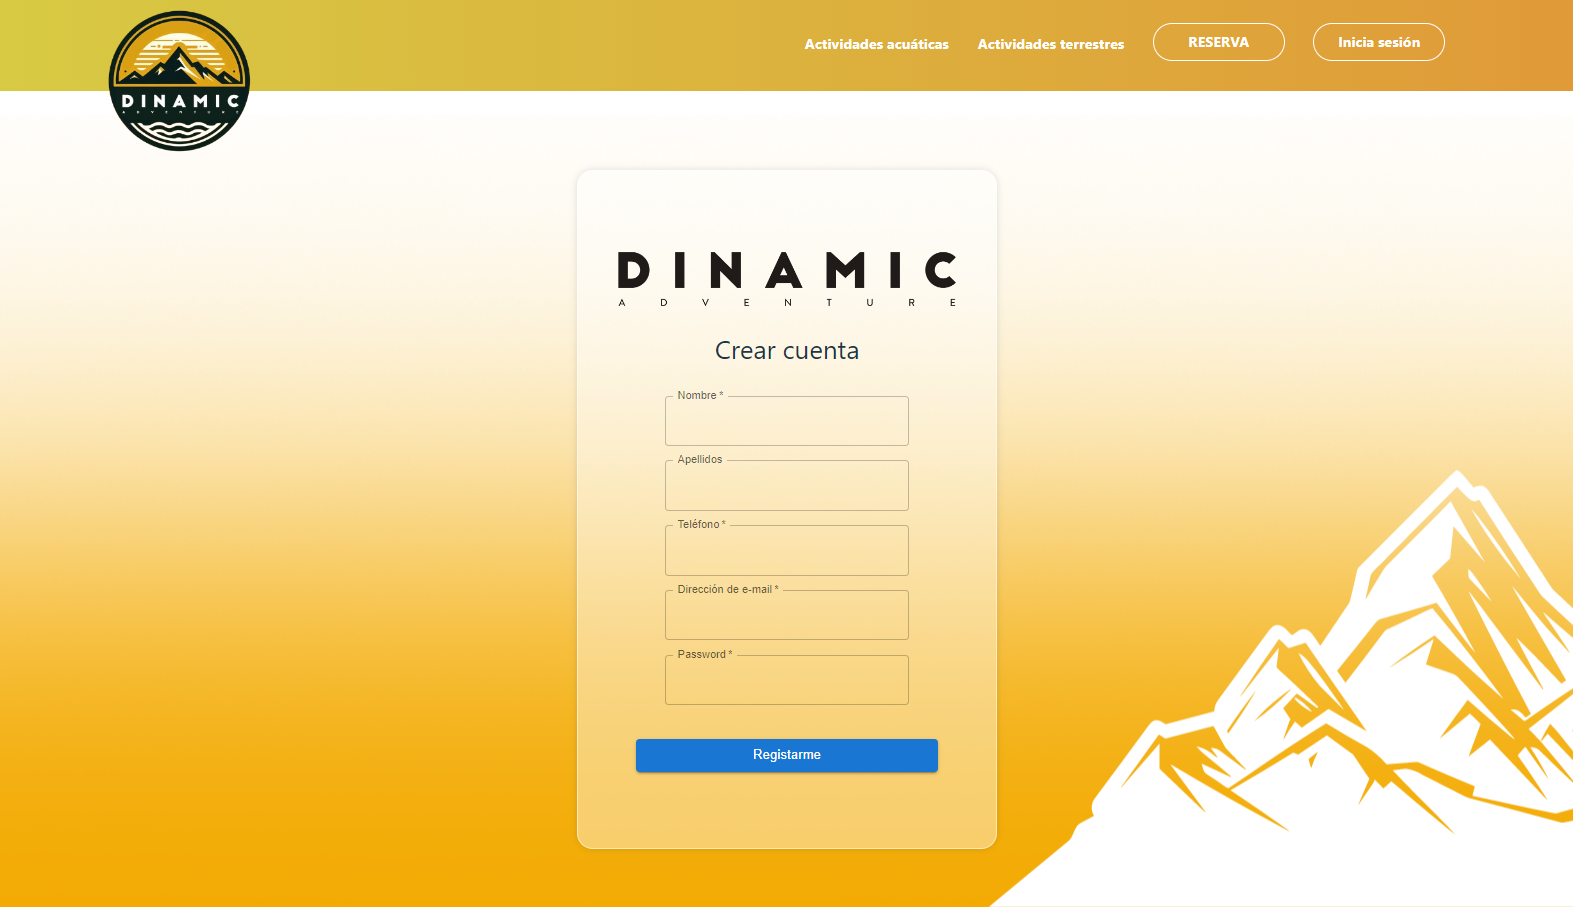 Actividades acuáticas Actividades terrestres RESERVA Inicia sesión
DINAMIC
ADVENTURE
DINAMIC
ADVENTURE
Crear cuenta
Nombre *
Apellidos
Teléfono *
Dirección de e-mail *
Password *
Registarme